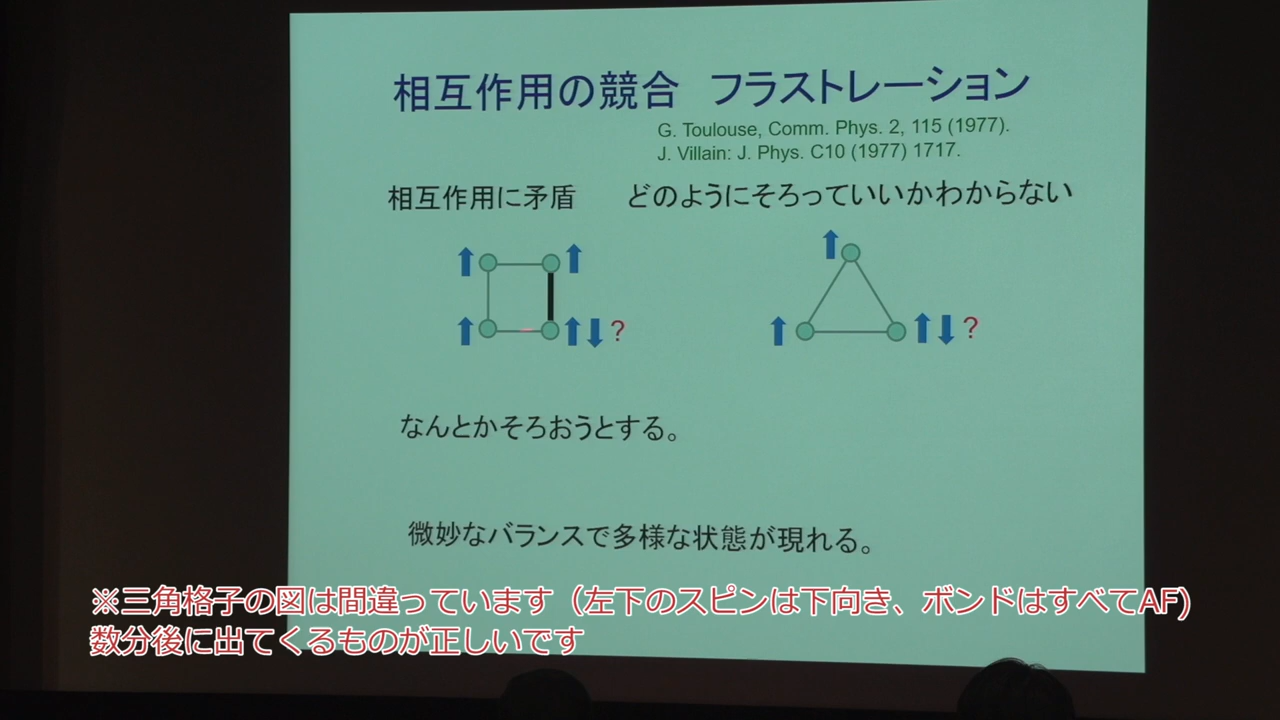 相互作用の競合 フラストレーション
G. Toulouse, Comm. Phys. 2, 115 (1977).
J. Villain: J. Phys. C10 (1977) 1717.
相互作用に矛盾 どのようにそろっていいかわからない
?
?
なんとかそろおうとする。
微妙なバランスで多様な状態が現れる。
※三角格子の図は間違っています（左下のスピンは下向き、ボンドはすべてAF)
数分後に出てくるものが正しいです